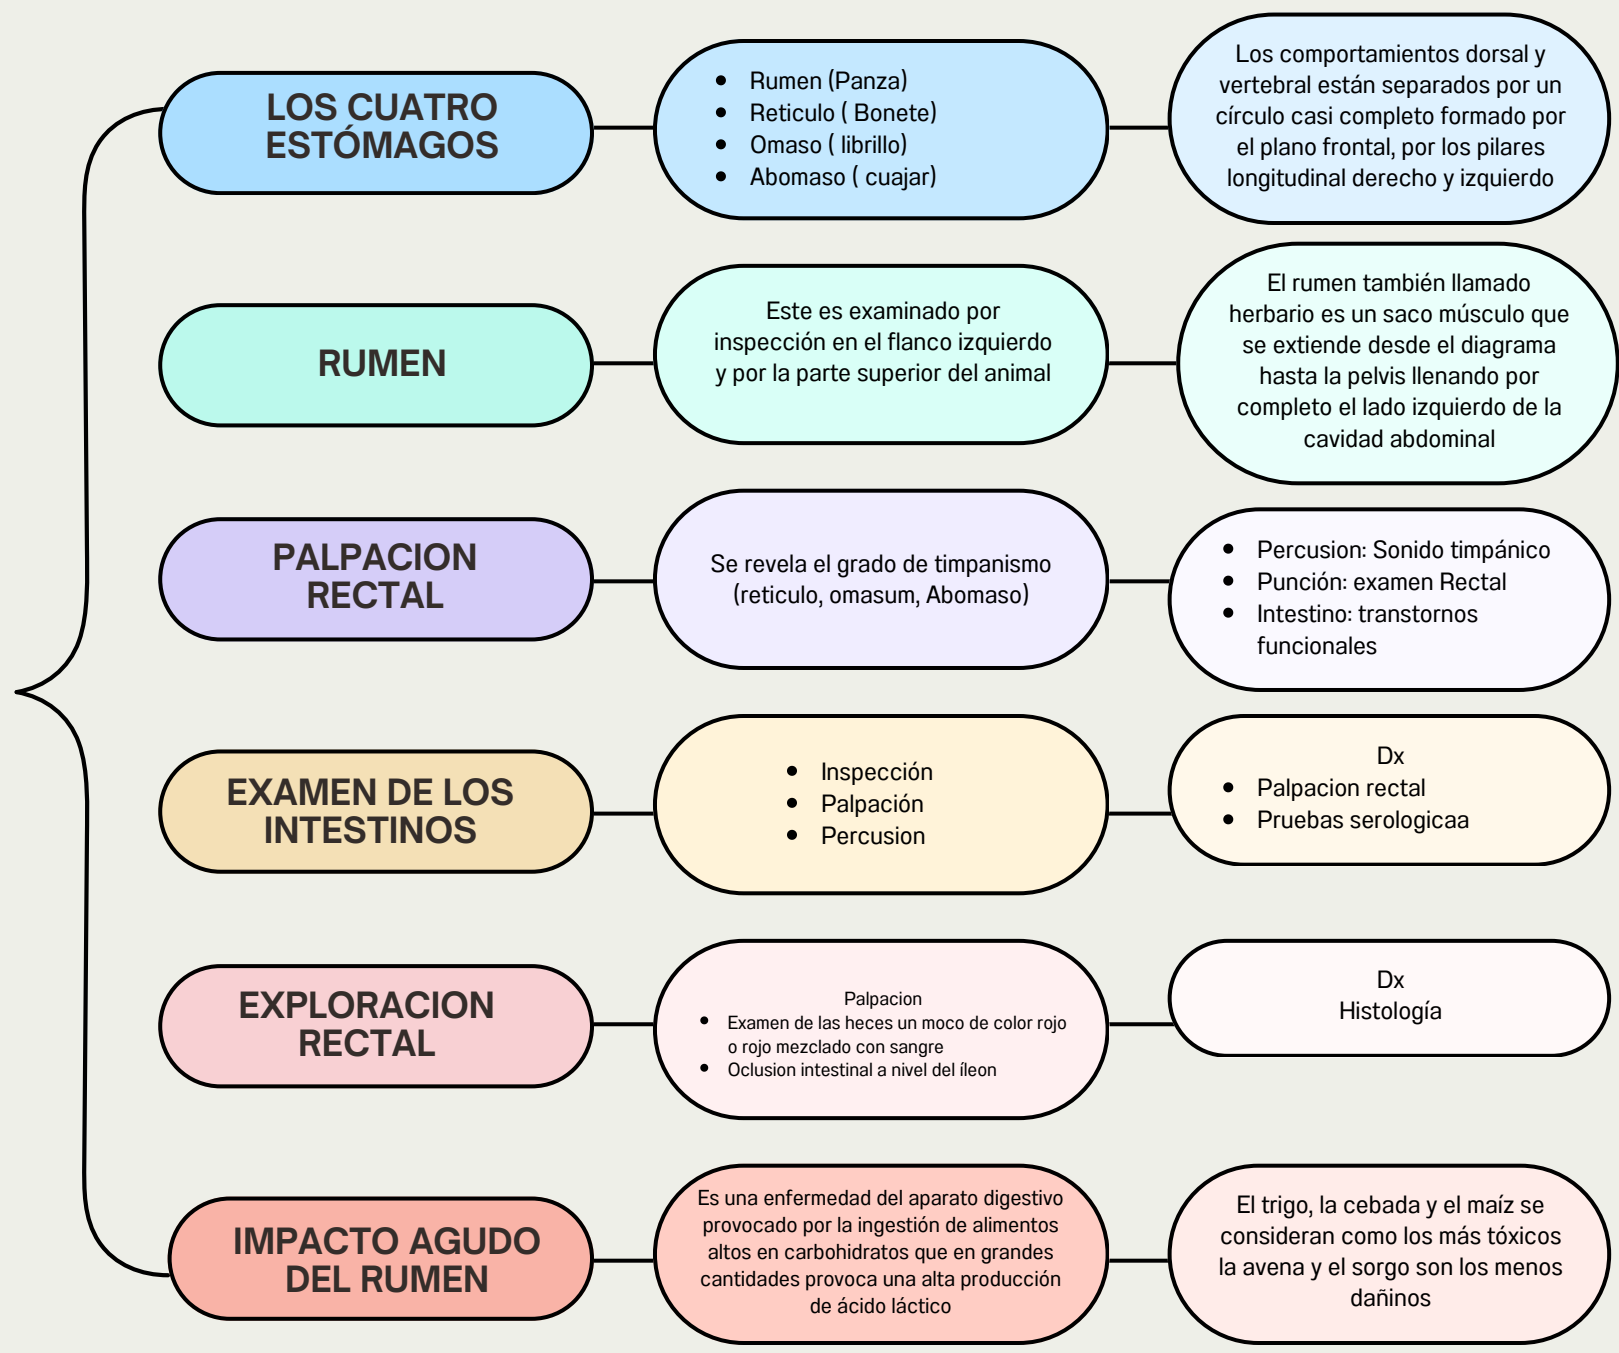 LOS CUATRO
ESTÓMAGOS
• Rumen (Panza)
• Reticulo ( Bonete)
• Omaso ( librillo)
• Abomaso ( cuajar)
Los comportamientos dorsal y
vertebral están separados por un
círculo casi completo formado por
el plano frontal, por los pilares
longitudinal derecho y izquierdo
RUMEN
Este es examinado por
inspección en el flanco izquierdo
y por la parte superior del animal
El rumen también llamado
herbario es un saco músculo que
se extiende desde el diagrama
hasta la pelvis llenando por
completo el lado izquierdo de la
cavidad abdominal
PALPACION
RECTAL
Se revela el grado de timpanismo
(reticulo, omasum, Abomaso)
• Percusion: Sonido timpánico
• Punción: examen Rectal
• Intestino: transtornos
funcionales
EXAMEN DE LOS
INTESTINOS
• Inspección
• Palpación
• Percusion
Dx
• Palpacion rectal
• Pruebas serologicaa
EXPLORACION
RECTAL
Palpacion
• Examen de las heces un moco de color rojo
o rojo mezclado con sangre
• Oclusion intestinal a nivel del íleon
Dx
Histología
IMPACTO AGUDO
DEL RUMEN
Es una enfermedad del aparato digestivo
provocado por la ingestión de alimentos
altos en carbohidratos que en grandes
cantidades provoca una alta producción
de ácido láctico
El trigo, la cebada y el maíz se
consideran como los más tóxicos
la avena y el sorgo son los menos
dañinos